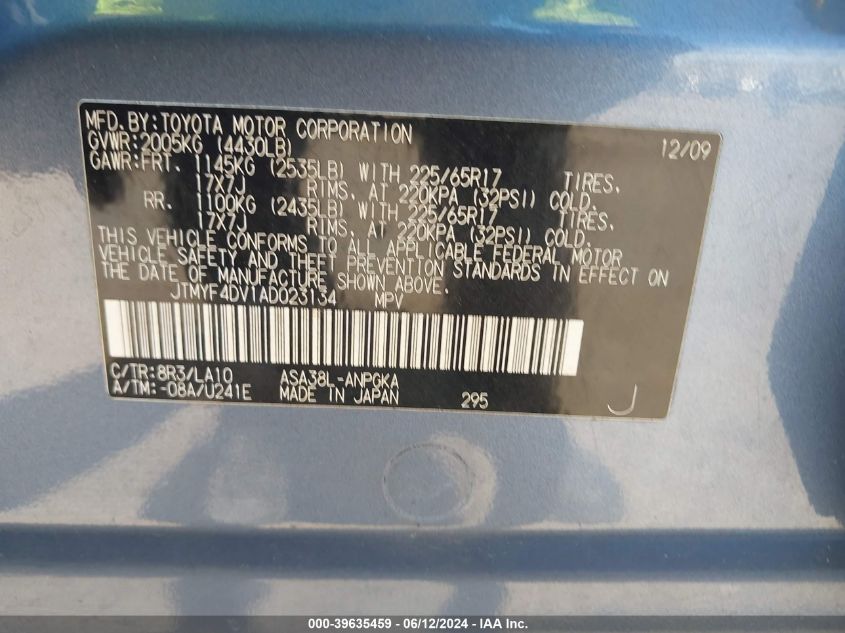 MFD.BY:TOYOTA MOTOR CORPORATION 12/09
GVWR:2005KG (4430LB)
GAWR:FRT. 1145KG (2535LB) WITH 225/65R17 TIRES,
17X7J RIMS, AT 220KPA (32PSI) COLD.
RR. 1100KG (2435LB) WITH 225/65R17 TIRES,
17X7J RIMS, AT 220KPA (32PSI) COLD.
THIS VEHICLE CONFORMS TO ALL APPLICABLE FEDERAL MOTOR
VEHICLE SAFETY AND THEFT PREVENTION STANDARDS IN EFFECT ON
THE DATE OF MANUFACTURE SHOWN ABOVE.
JTMYF4DV1AD023134 MPV
C/TR:8R3/LA10 ASA38L-ANPGKA
A/TM:-08A/U241E MADE IN JAPAN 295 J
000-39635459 - 06/12/2024 - IAA Inc.